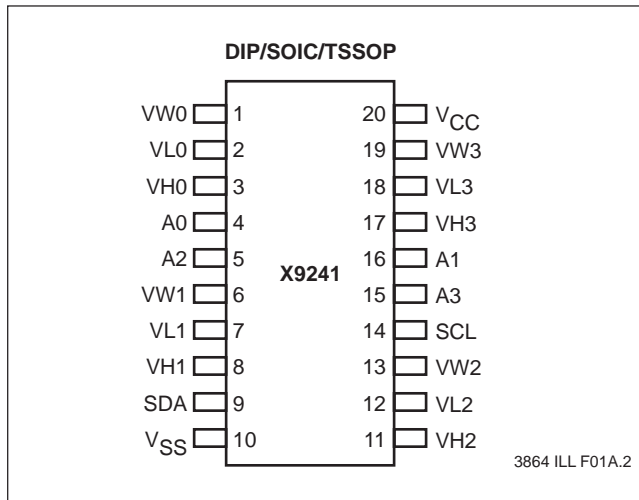 DIP/SOIC/TSSOP
VW0 1 20 VCC
VL0 2 19 VW3
VH0 3 18 VL3
A0 4 17 VH3
A2 5 16 A1
X9241
VW1 6 15 A3
VL1 7 14 SCL
VH1 8 13 VW2
SDA 9 12 VL2
VSS 10 11 VH2
3864 ILL F01A.2